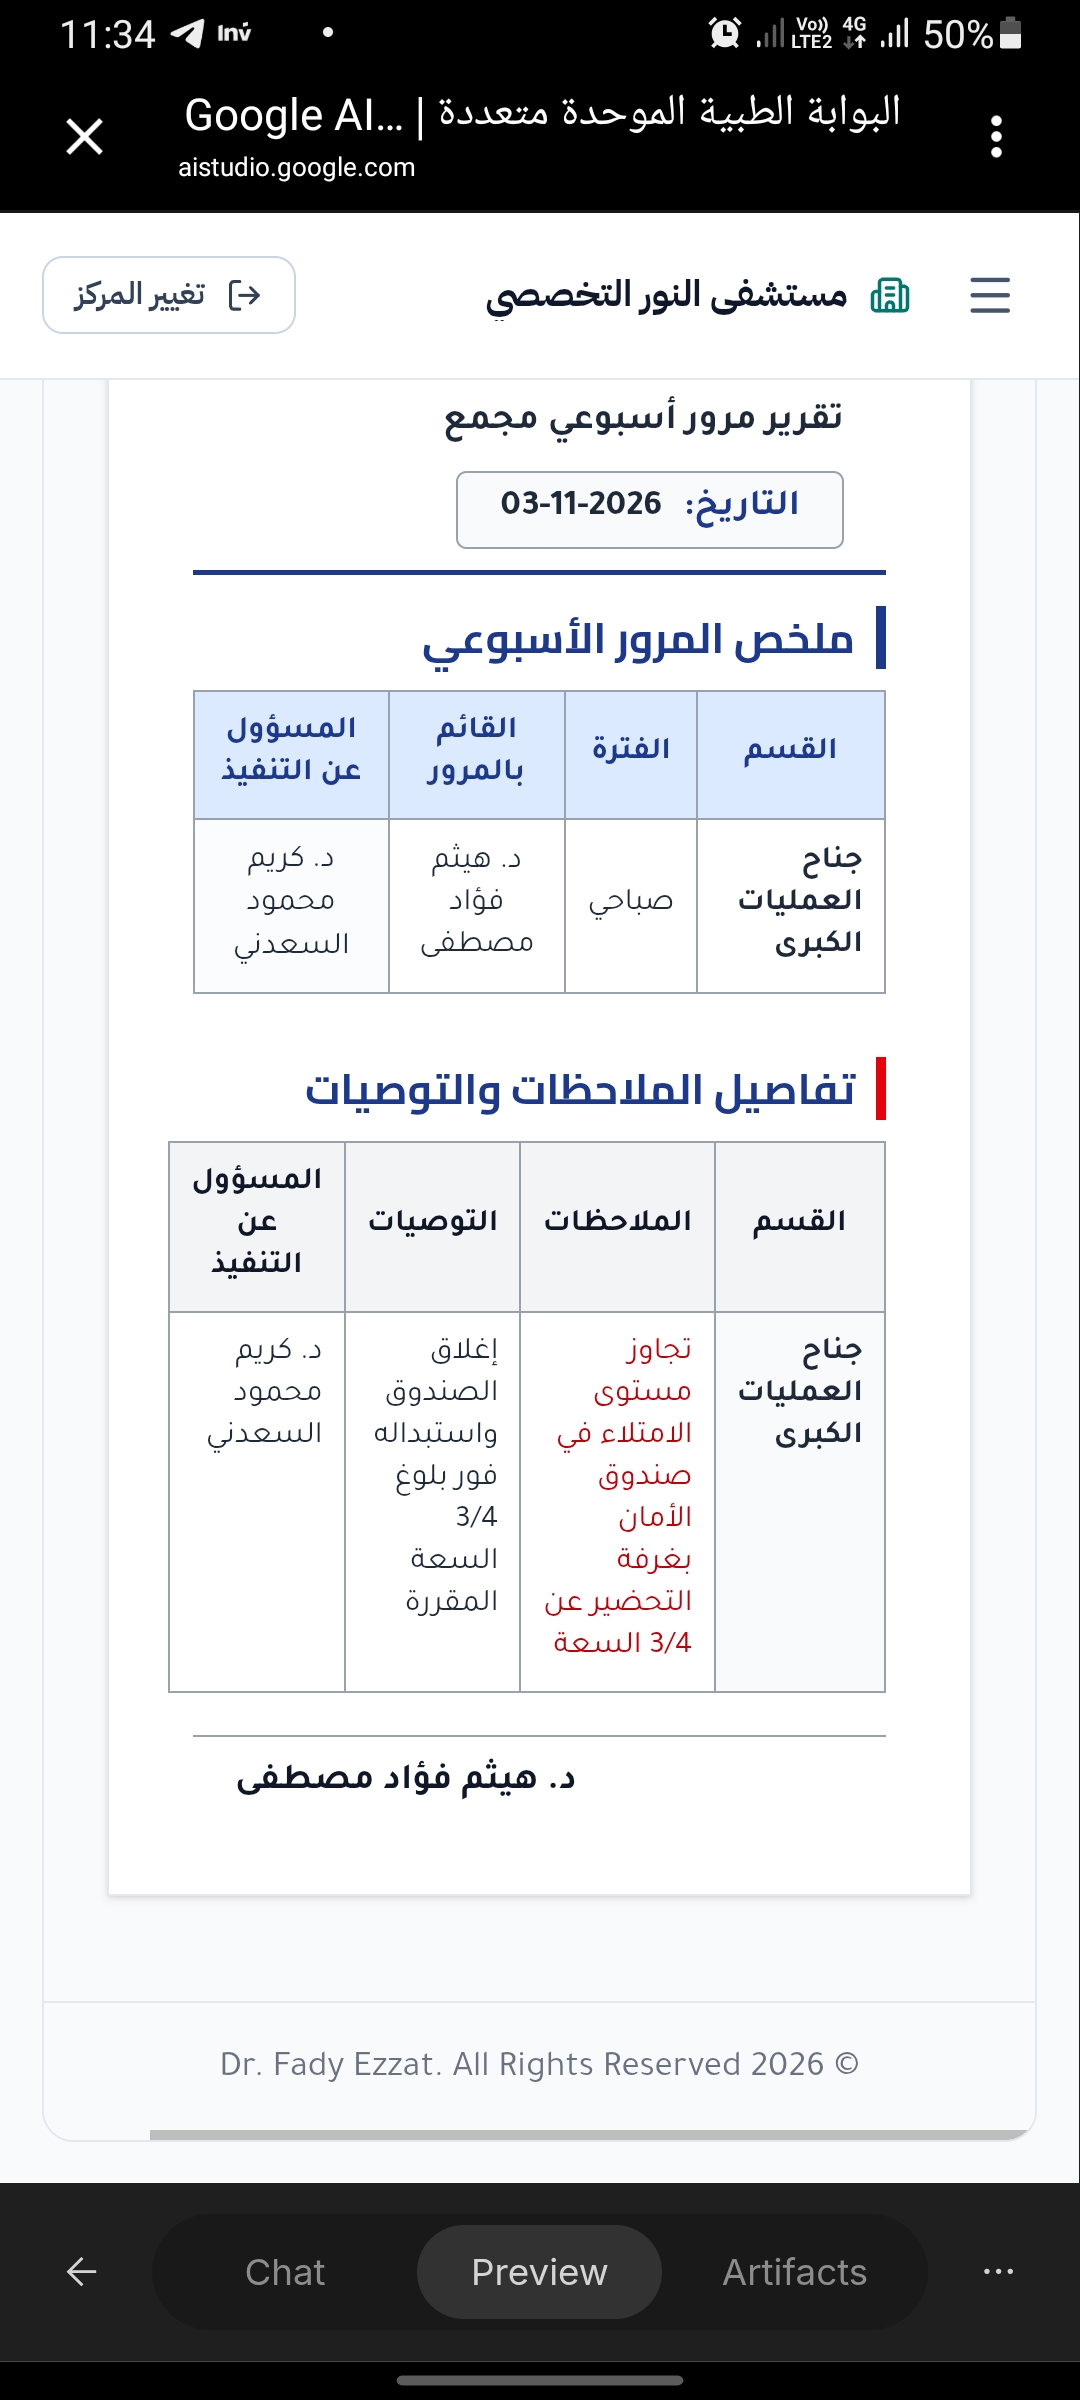 11:34
Inv
Vo)) LTE2
4G
50%
البوابة الطبية الموحدة متعددة | Google AI...
aistudio.google.com
مستشفى النور التخصصي
تغيير المركز
تقرير مرور أسبوعي مجمع
التاريخ: 03-11-2026
ملخص المرور الأسبوعي
القسم
الفترة
القائم
بالمرور
المسؤول
عن التنفيذ
جناح
العمليات
الكبرى
صباحي
د. هيثم
فؤاد
مصطفى
د. كريم
محمود
السعدني
تفاصيل الملاحظات والتوصيات
القسم
الملاحظات
التوصيات
المسؤول
عن
التنفيذ
جناح
العمليات
الكبرى
تجاوز
مستوى
الامتلاء في
صندوق
الأمان
بغرفة
التحضير عن
3/4 السعة
إغلاق
الصندوق
واستبداله
فور بلوغ
3/4
السعة
المقررة
د. كريم
محمود
السعدني
د. هيثم فؤاد مصطفى
Dr. Fady Ezzat. All Rights Reserved 2026 ©
Chat
Preview
Artifacts